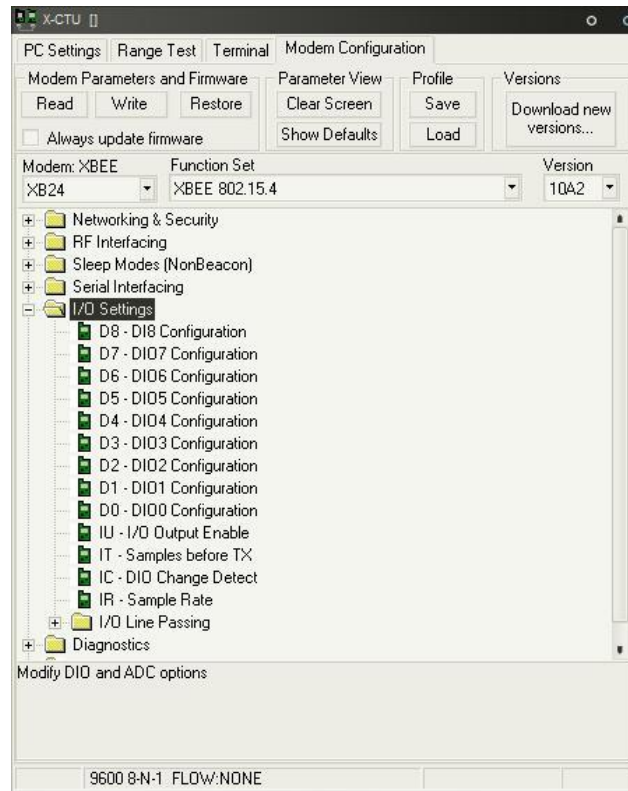 X-CTU []
PC Settings Range Test Terminal Modem Configuration
Modem Parameters and Firmware Parameter View Profile Versions
Read Write Restore Clear Screen Save Download new versions...
Always update firmware Show Defaults Load
Modem: XBEE Function Set Version
XB24 XBEE 802.15.4 10A2
Networking & Security
RF Interfacing
Sleep Modes (NonBeacon)
Serial Interfacing
I/O Settings
D8 - DI8 Configuration
D7 - DIO7 Configuration
D6 - DIO6 Configuration
D5 - DIO5 Configuration
D4 - DIO4 Configuration
D3 - DIO3 Configuration
D2 - DIO2 Configuration
D1 - DIO1 Configuration
D0 - DIO0 Configuration
IU - I/O Output Enable
IT - Samples before TX
IC - DIO Change Detect
IR - Sample Rate
I/O Line Passing
Diagnostics
Modify DIO and ADC options
9600 8-N-1 FLOW:NONE